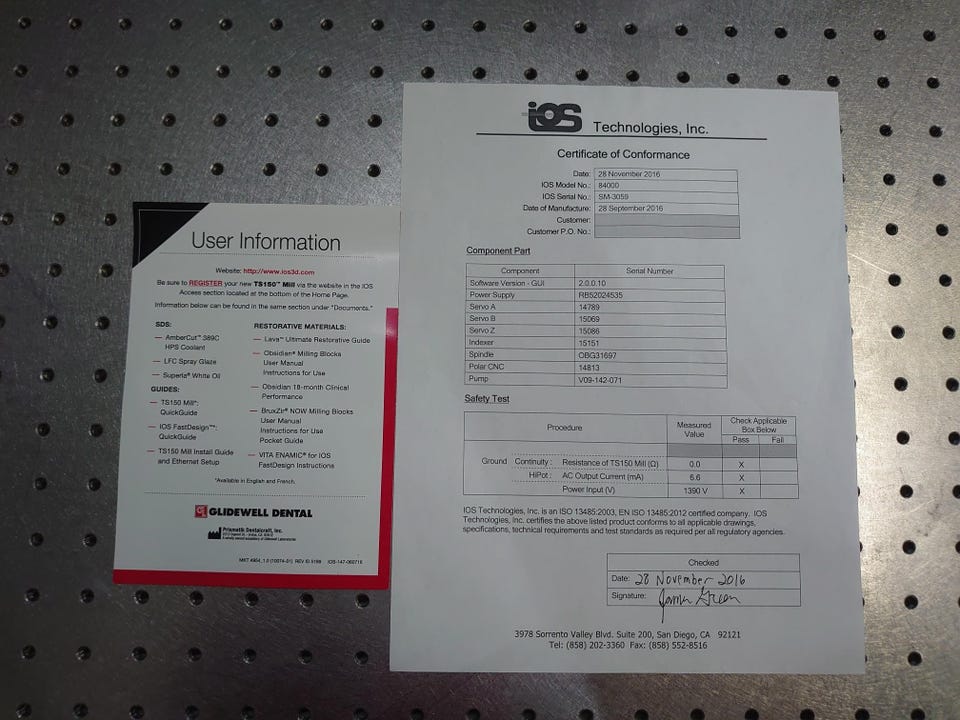 User Information
Website: http://www.ios3d.com
Be sure to REGISTER your new TS150™ Mill via the website in the IOS
Access section located at the bottom of the Home Page.
Information below can be found in the same section under "Documents."
SDS:
— AmberCut™ 389C
HPS Coolant
— LFC Spray Glaze
— Superla® White Oil
GUIDES:
— TS150 Mill*:
QuickGuide
— IOS FastDesign™*:
QuickGuide
— TS150 Mill Install Guide
and Ethernet Setup
RESTORATIVE MATERIALS:
— Lava™ Ultimate Restorative Guide
— Obsidian® Milling Blocks
User Manual
Instructions for Use
— Obsidian 18-month Clinical
Performance
— BruxZir® NOW Milling Blocks
User Manual
Instructions for Use
Pocket Guide
— VITA ENAMIC® for IOS
FastDesign Instructions
*Available in English and French.
GLIDEWELL DENTAL
Prismatik Dentalcraft, Inc.
iOS
Technologies, Inc.
Certificate of Conformance
Date: 28 November 2016
IOS Model No.: 84000
IOS Serial No.: SM-3059
Date of Manufacture: 28 September 2016
Customer:
Customer P.O. No.:
Component Part
Component Serial Number
Software Version - GUI 2.0.0.10
Power Supply RB52024535
Servo A 14789
Servo B 15069
Servo Z 15086
Indexer 15151
Spindle OBG31697
Polar CNC 14813
Pump V09-142-071
Safety Test
Procedure Measured Value Check Applicable Box Below
Pass Fail
Ground Continuity: Resistance of TS150 Mill (Ω) 0.0 X
HiPot: AC Output Current (mA) 6.6 X
Power Input (V) 1390 V X
IOS Technologies, Inc. is an ISO 13485:2003, EN ISO 13485:2012 certified company. IOS
Technologies, Inc. certifies the above listed product conforms to all applicable drawings,
specifications, technical requirements and test standards as required per all regulatory agencies.
Checked
Date: 28 November 2016
Signature: James Green
3978 Sorrento Valley Blvd. Suite 200, San Diego, CA 92121
Tel: (858) 202-3360 Fax: (858) 552-8516